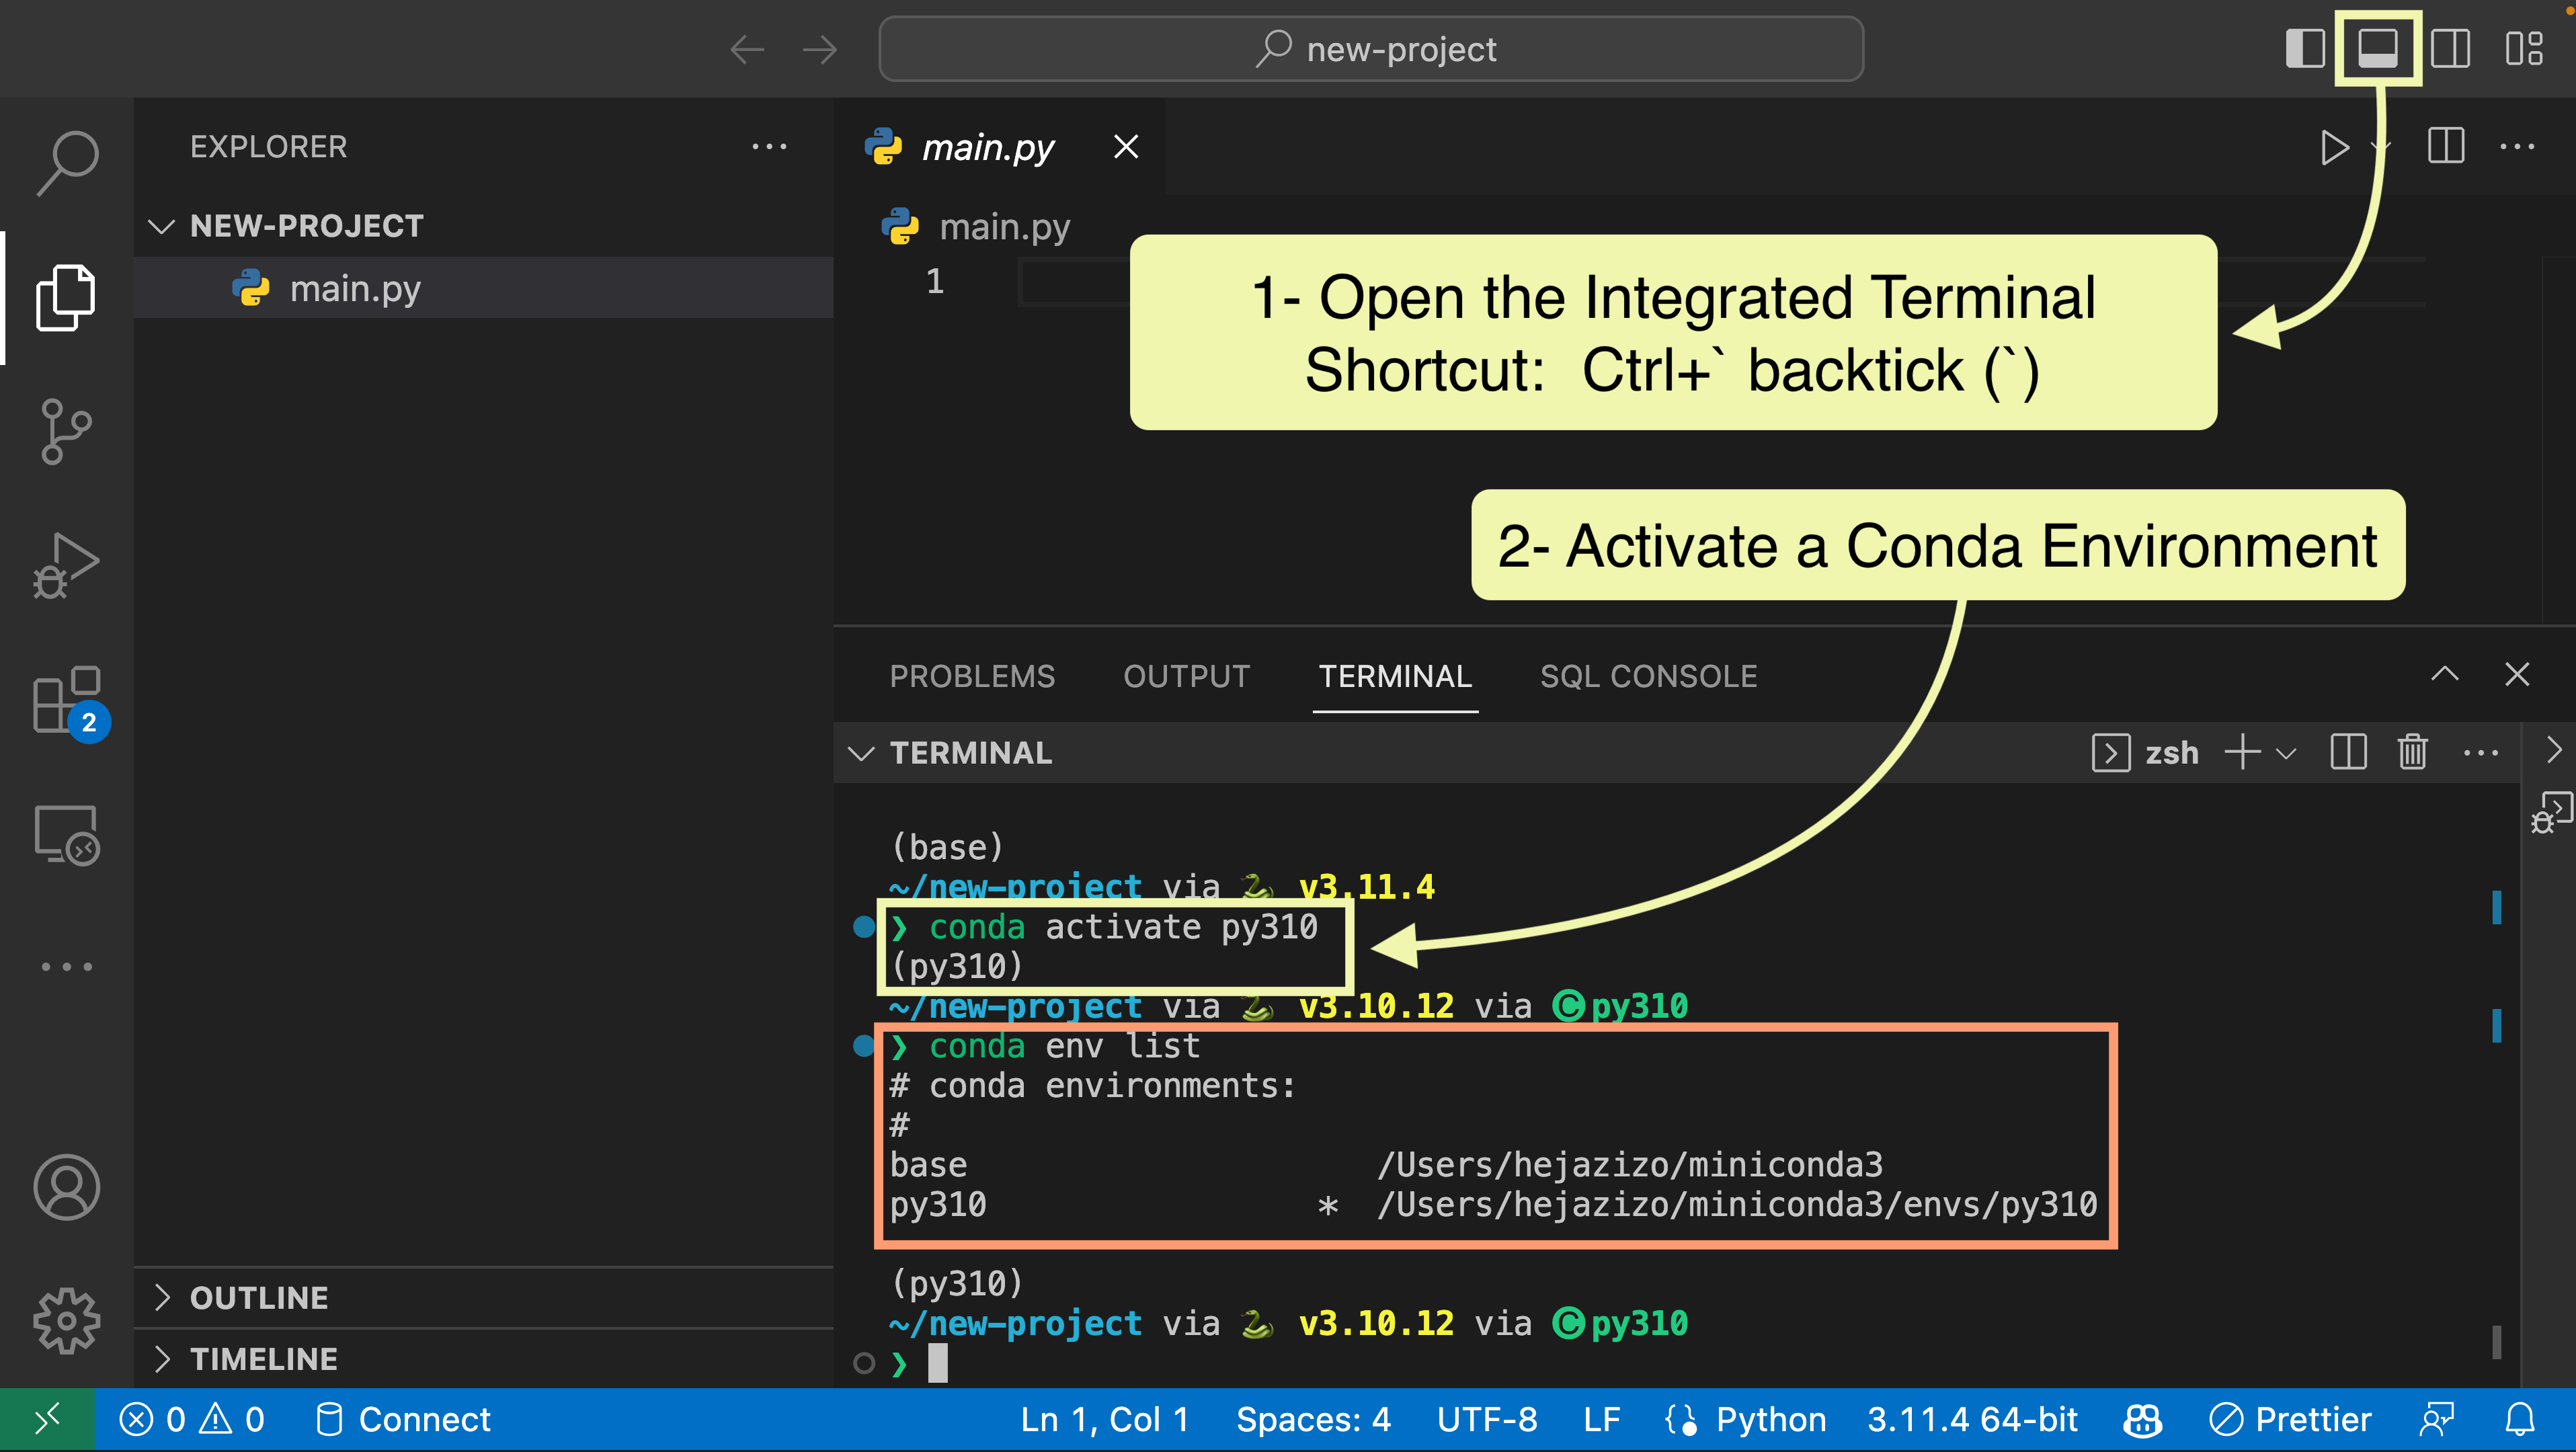 new-project
EXPLORER
NEW-PROJECT
main.py
main.py
main.py
1
1- Open the Integrated Terminal
Shortcut: Ctrl+` backtick (`)
2- Activate a Conda Environment
2
PROBLEMS OUTPUT TERMINAL SQL CONSOLE
TERMINAL
zsh
(base)
~/new-project via v3.11.4
❯ conda activate py310
(py310)
~/new-project via v3.10.12 via ©py310
❯ conda env list
# conda environments:
#
base /Users/hejazizo/miniconda3
py310 * /Users/hejazizo/miniconda3/envs/py310
(py310)
~/new-project via v3.10.12 via ©py310
❯
OUTLINE
TIMELINE
0 0 Connect Ln 1, Col 1 Spaces: 4 UTF-8 LF Python 3.11.4 64-bit Prettier